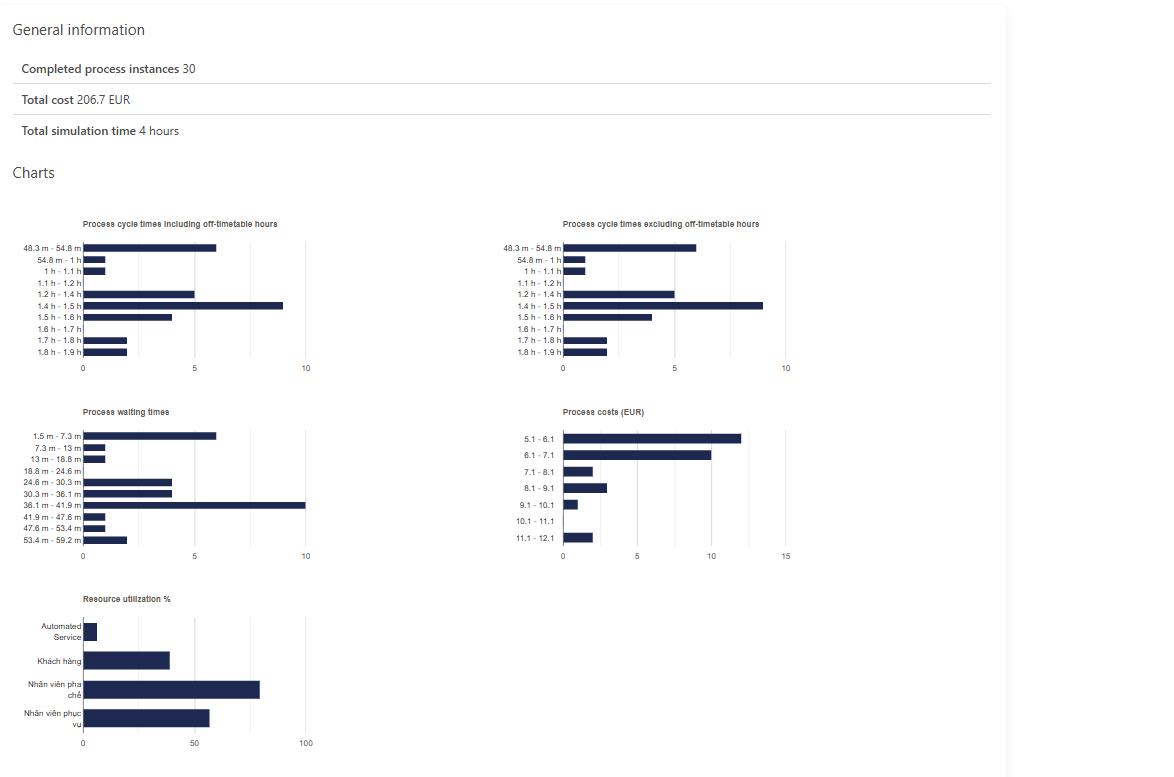 General information
Completed process instances 30
Total cost 206.7 EUR
Total simulation time 4 hours
Charts
Process cycle times including off-timetable hours
48.3 m - 54.8 m
54.8 m - 1 h
1 h - 1.1 h
1.1 h - 1.2 h
1.2 h - 1.4 h
1.4 h - 1.5 h
1.5 h - 1.6 h
1.6 h - 1.7 h
1.7 h - 1.8 h
1.8 h - 1.9 h
0 5 10
Process cycle times excluding off-timetable hours
48.3 m - 54.8 m
54.8 m - 1 h
1 h - 1.1 h
1.1 h - 1.2 h
1.2 h - 1.4 h
1.4 h - 1.5 h
1.5 h - 1.6 h
1.6 h - 1.7 h
1.7 h - 1.8 h
1.8 h - 1.9 h
0 5 10
Process waiting times
1.5 m - 7.3 m
7.3 m - 13 m
13 m - 18.8 m
18.8 m - 24.6 m
24.6 m - 30.3 m
30.3 m - 36.1 m
36.1 m - 41.9 m
41.9 m - 47.6 m
47.6 m - 53.4 m
53.4 m - 59.2 m
0 5 10
Process costs (EUR)
5.1 - 6.1
6.1 - 7.1
7.1 - 8.1
8.1 - 9.1
9.1 - 10.1
10.1 - 11.1
11.1 - 12.1
0 5 10 15
Resource utilization %
Automated
Service
Khách hàng
Nhân viên pha
chế
Nhân viên phục
vụ
0 50 100